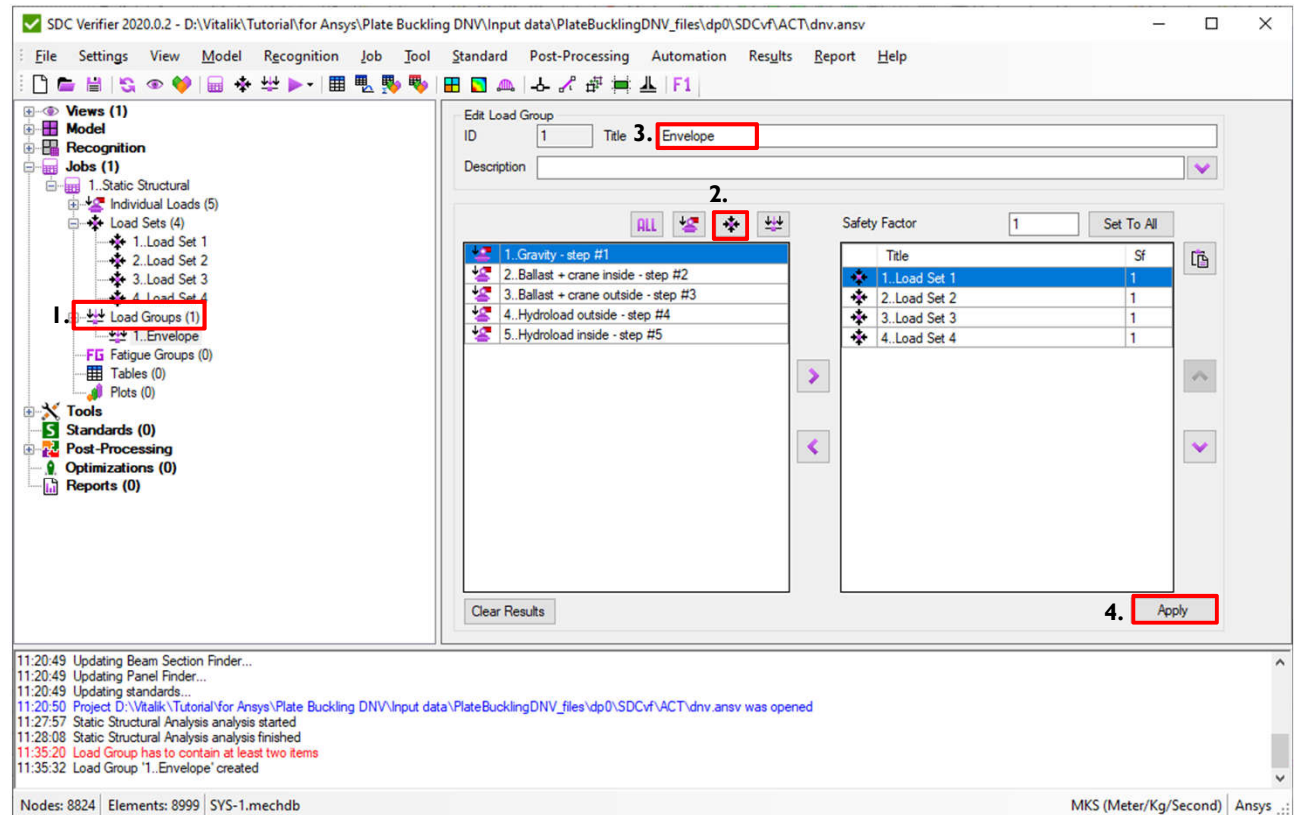 SDC Verifier 2020.0.2 - D:\Vitalik\Tutorial\for Ansys\Plate Buckling DNV\Input data\PlateBucklingDNV_files\dp0\SDCvf\ACT\dnv.ansv
File Settings View Model Recognition Job Tool Standard Post-Processing Automation Results Report Help
F1
Views (1)
Model
Recognition
Jobs (1)
1..Static Structural
Individual Loads (5)
Load Sets (4)
1..Load Set 1
2..Load Set 2
3..Load Set 3
4..Load Set 4
1. Load Groups (1)
1..Envelope
FG Fatigue Groups (0)
Tables (0)
Plots (0)
Tools
S Standards (0)
Post-Processing
Optimizations (0)
Reports (0)
Edit Load Group
ID 1 Title 3. Envelope
Description
2.
ALL
Safety Factor 1 Set To All
1..Gravity - step #1
2..Ballast + crane inside - step #2
3..Ballast + crane outside - step #3
4..Hydroload outside - step #4
5..Hydroload inside - step #5
Title Sf
1..Load Set 1 1
2..Load Set 2 1
3..Load Set 3 1
4..Load Set 4 1
Clear Results
4. Apply
11:20:49 Updating Beam Section Finder...
11:20:49 Updating Panel Finder...
11:20:49 Updating standards...
11:20:50 Project D:\Vitalik\Tutorial\for Ansys\Plate Buckling DNV\Input data\PlateBucklingDNV_files\dp0\SDCvf\ACT\dnv.ansv was opened
11:27:57 Static Structural Analysis analysis started
11:28:08 Static Structural Analysis analysis finished
11:35:20 Load Group has to contain at least two items
11:35:32 Load Group '1..Envelope' created
Nodes: 8824 Elements: 8999 SYS-1.mechdb MKS (Meter/Kg/Second) Ansys